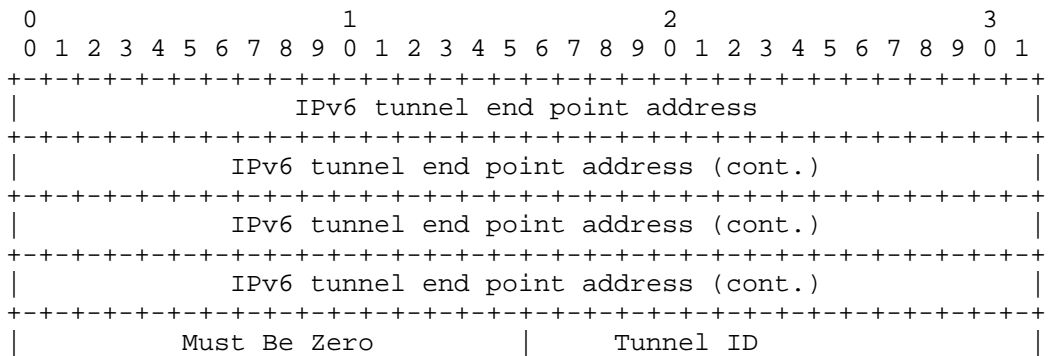 0                   1                   2                   3
 0 1 2 3 4 5 6 7 8 9 0 1 2 3 4 5 6 7 8 9 0 1 2 3 4 5 6 7 8 9 0 1
+-+-+-+-+-+-+-+-+-+-+-+-+-+-+-+-+-+-+-+-+-+-+-+-+-+-+-+-+-+-+-+-+
|                 IPv6 tunnel end point address                 |
+-+-+-+-+-+-+-+-+-+-+-+-+-+-+-+-+-+-+-+-+-+-+-+-+-+-+-+-+-+-+-+-+
|             IPv6 tunnel end point address (cont.)             |
+-+-+-+-+-+-+-+-+-+-+-+-+-+-+-+-+-+-+-+-+-+-+-+-+-+-+-+-+-+-+-+-+
|             IPv6 tunnel end point address (cont.)             |
+-+-+-+-+-+-+-+-+-+-+-+-+-+-+-+-+-+-+-+-+-+-+-+-+-+-+-+-+-+-+-+-+
|             IPv6 tunnel end point address (cont.)             |
+-+-+-+-+-+-+-+-+-+-+-+-+-+-+-+-+-+-+-+-+-+-+-+-+-+-+-+-+-+-+-+-+
|          Must Be Zero         |     Tunnel ID                 |